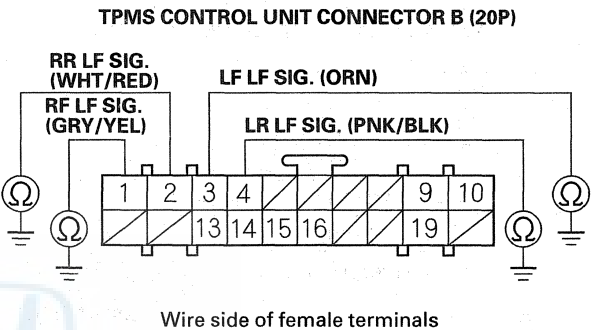 TPMS CONTROL UNIT CONNECTOR B (20P)
RR LF SIG.
(WHT/RED)
LF LF SIG. (ORN)
RF LF SIG.
(GRY/YEL)
LR LF SIG. (PNK/BLK)
1 2 3 4 9 10
13 14 15 16 19
Ω Ω Ω Ω
Wire side of female terminals